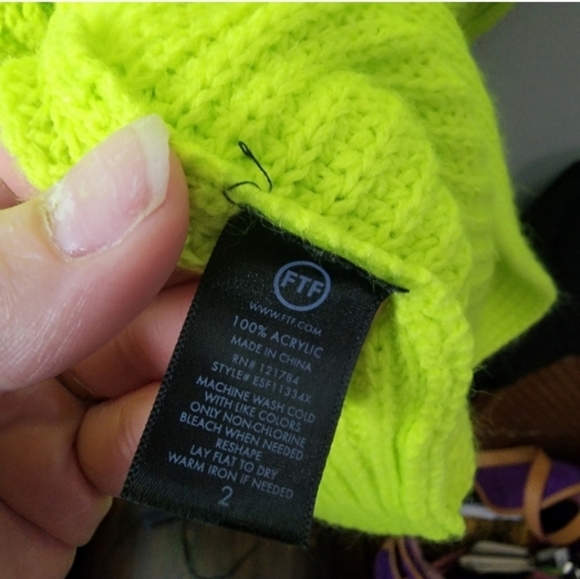 FTF
WWW.FTF.COM
100% ACRYLIC
MADE IN CHINA
RN# 121784
STYLE# ESF11334X
MACHINE WASH COLD
WITH LIKE COLORS
ONLY NON-CHLORINE
BLEACH WHEN NEEDED
RESHAPE
LAY FLAT TO DRY
WARM IRON IF NEEDED
2